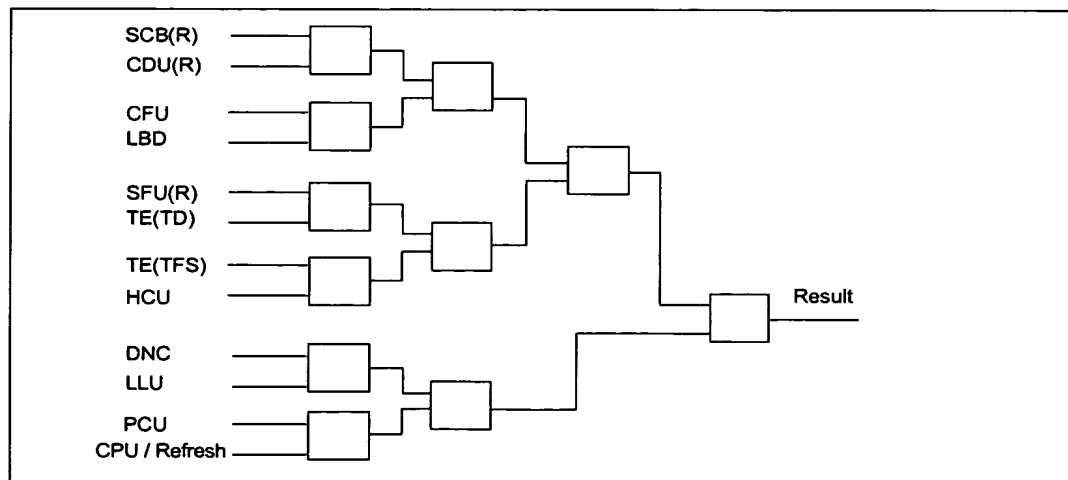 SCB(R)
CDU(R)
CFU
LBD
SFU(R)
TE(TD)
TE(TFS)
HCU
Result
DNC
LLU
PCU
CPU / Refresh